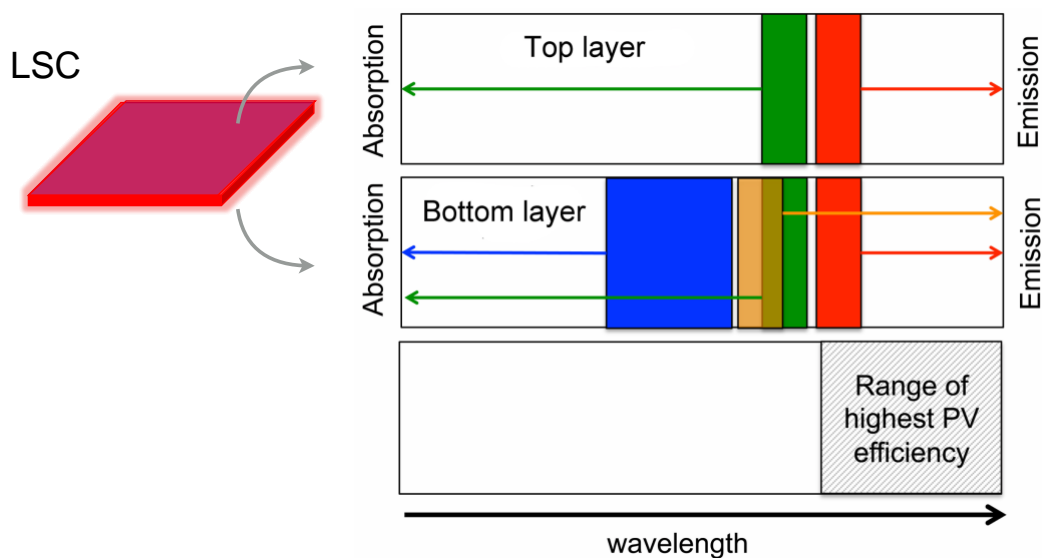 LSC
Absorption
Top layer
Emission
Absorption
Bottom layer
Emission
Range of
highest PV
efficiency
wavelength